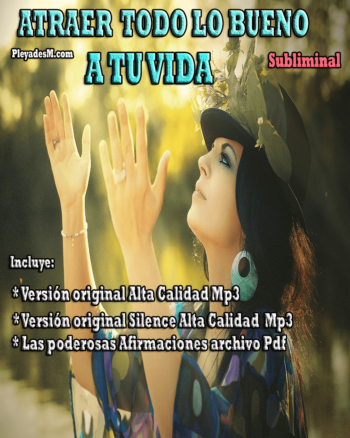 ATRAER TODO LO BUENO
PleyadesM.com
A TU VIDA
Subliminal
Incluye:
* Versión original Alta Calidad Mp3
* Versión original Silence Alta Calidad Mp3
* Las poderosas Afirmaciones archivo Pdf